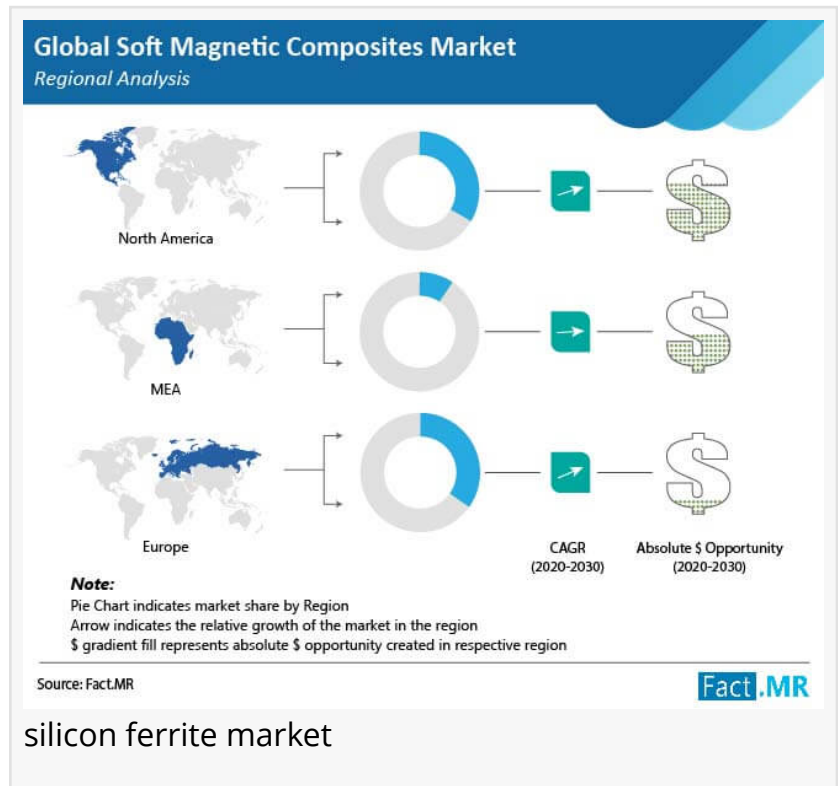 Global Soft Magnetic Composites Market
Regional Analysis
North America
MEA
Europe
CAGR
(2020-2030)
Absolute $ Opportunity
(2020-2030)
Note:
Pie Chart indicates market share by Region
Arrow indicates the relative growth of the market in the region
$ gradient fill represents absolute $ opportunity created in respective region
Source: Fact.MR
Fact.MR
silicon ferrite market